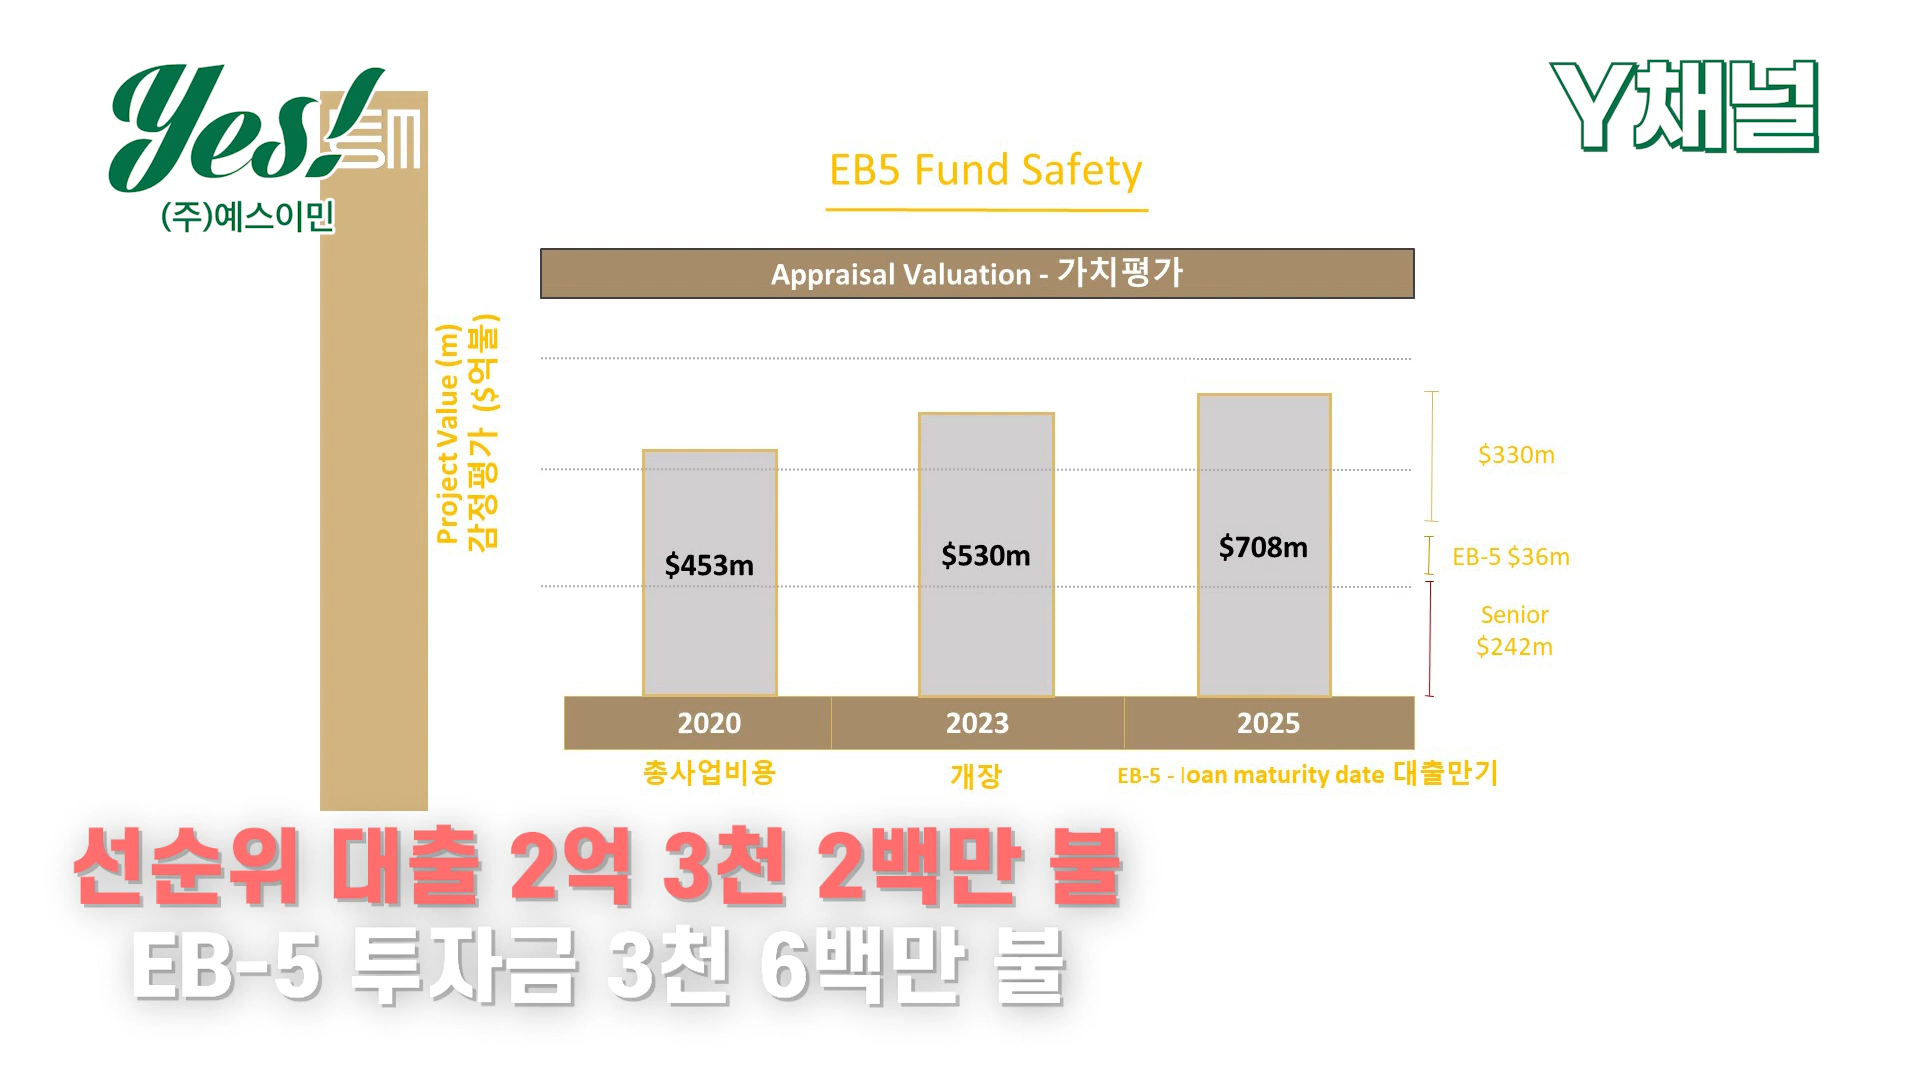 Yes!
(주)예스이민
Y채널
EB5 Fund Safety
Appraisal Valuation - 가치평가
Project Value (m)
감정평가 ($억불)
$453m
$530m
$708m
$330m
EB-5 $36m
Senior
$242m
2020
2023
2025
총사업비용
개장
EB-5 - loan maturity date 대출만기
선순위 대출 2억 3천 2백만 불
EB-5 투자금 3천 6백만 불